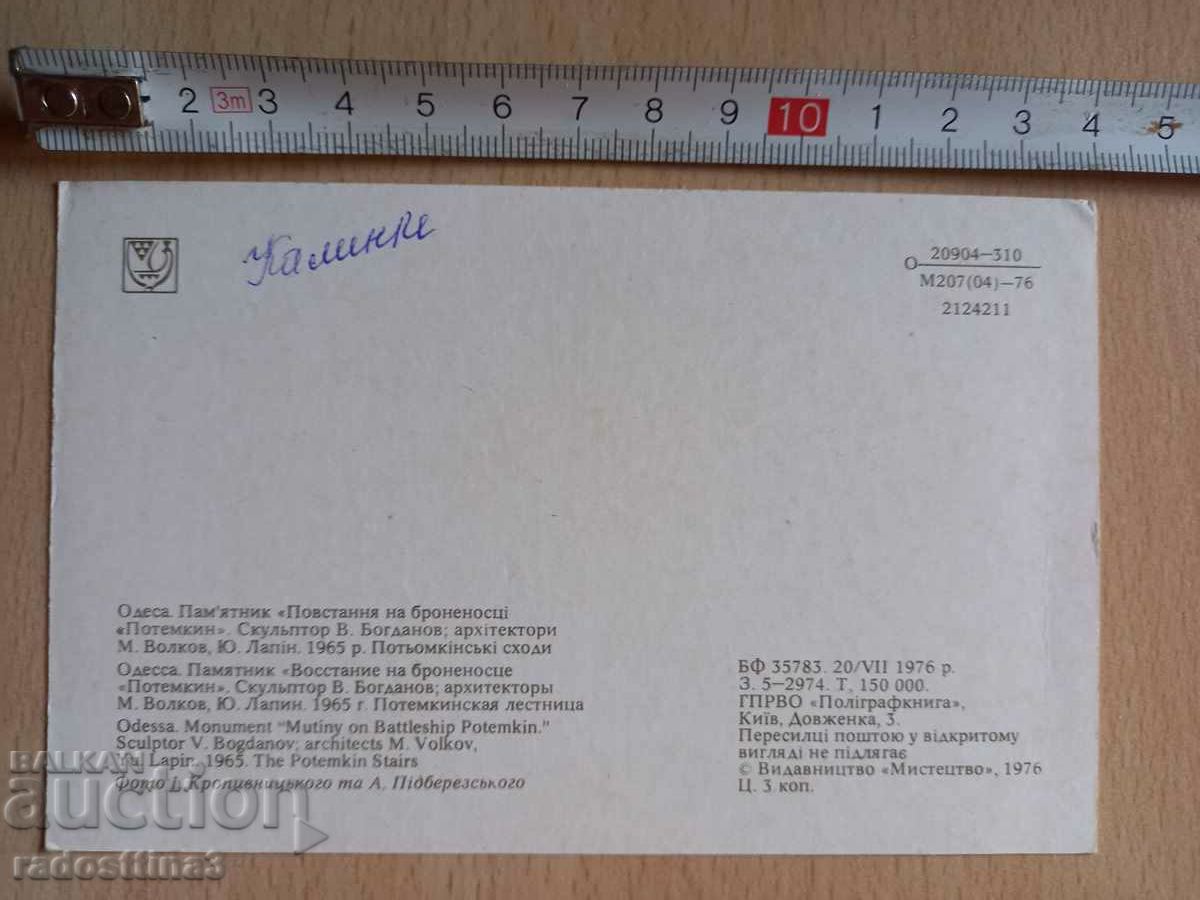 2 3m 3 4 5 6 7 8 9 10 1 2 3 4 5
Калинке
О 20904—310
М207(04)—76
2124211
Одеса. Пам'ятник «Повстання на броненосці
«Потемкин». Скульптор В. Богданов; архітектори
М. Волков, Ю. Лапін. 1965 р. Потьомкінські сходи
Одесса. Памятник «Восстание на броненосце
«Потемкин». Скульптор В. Богданов; архитекторы
М. Волков, Ю. Лапин. 1965 г. Потемкинская лестница
Odessa. Monument "Mutiny on Battleship Potemkin."
Sculptor V. Bogdanov; architects M. Volkov,
Yu. Lapin. 1965. The Potemkin Stairs
Фото І. Кропивницького та А. Підберезського
БФ 35783. 20/VII 1976 р.
З. 5—2974. Т, 150 000.
ГПРВО «Поліграфкнига»,
Київ, Довженка, 3.
Пересилці поштою у відкритому
вигляді не підлягає
© Видавництво «Мистецтво», 1976
Ц. 3 коп.
BALKAN
auction
radosttina3